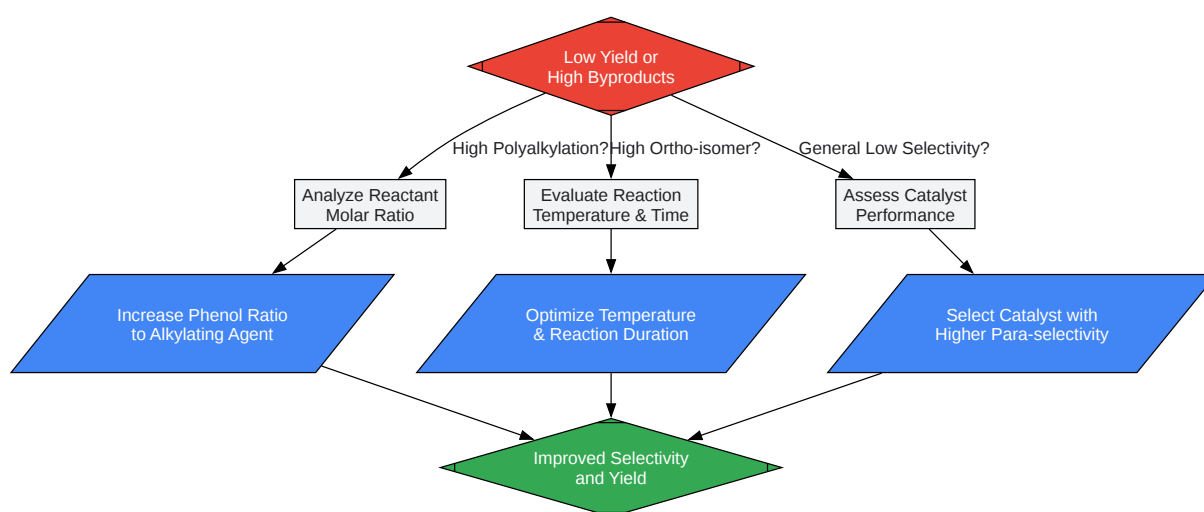 Low Yield or
High Byproducts
High Polyalkylation?
High Ortho-isomer?
General Low Selectivity?
Analyze Reactant
Molar Ratio
Evaluate Reaction
Temperature & Time
Assess Catalyst
Performance
Increase Phenol Ratio
to Alkylating Agent
Optimize Temperature
& Reaction Duration
Select Catalyst with
Higher Para-selectivity
Improved Selectivity
and Yield